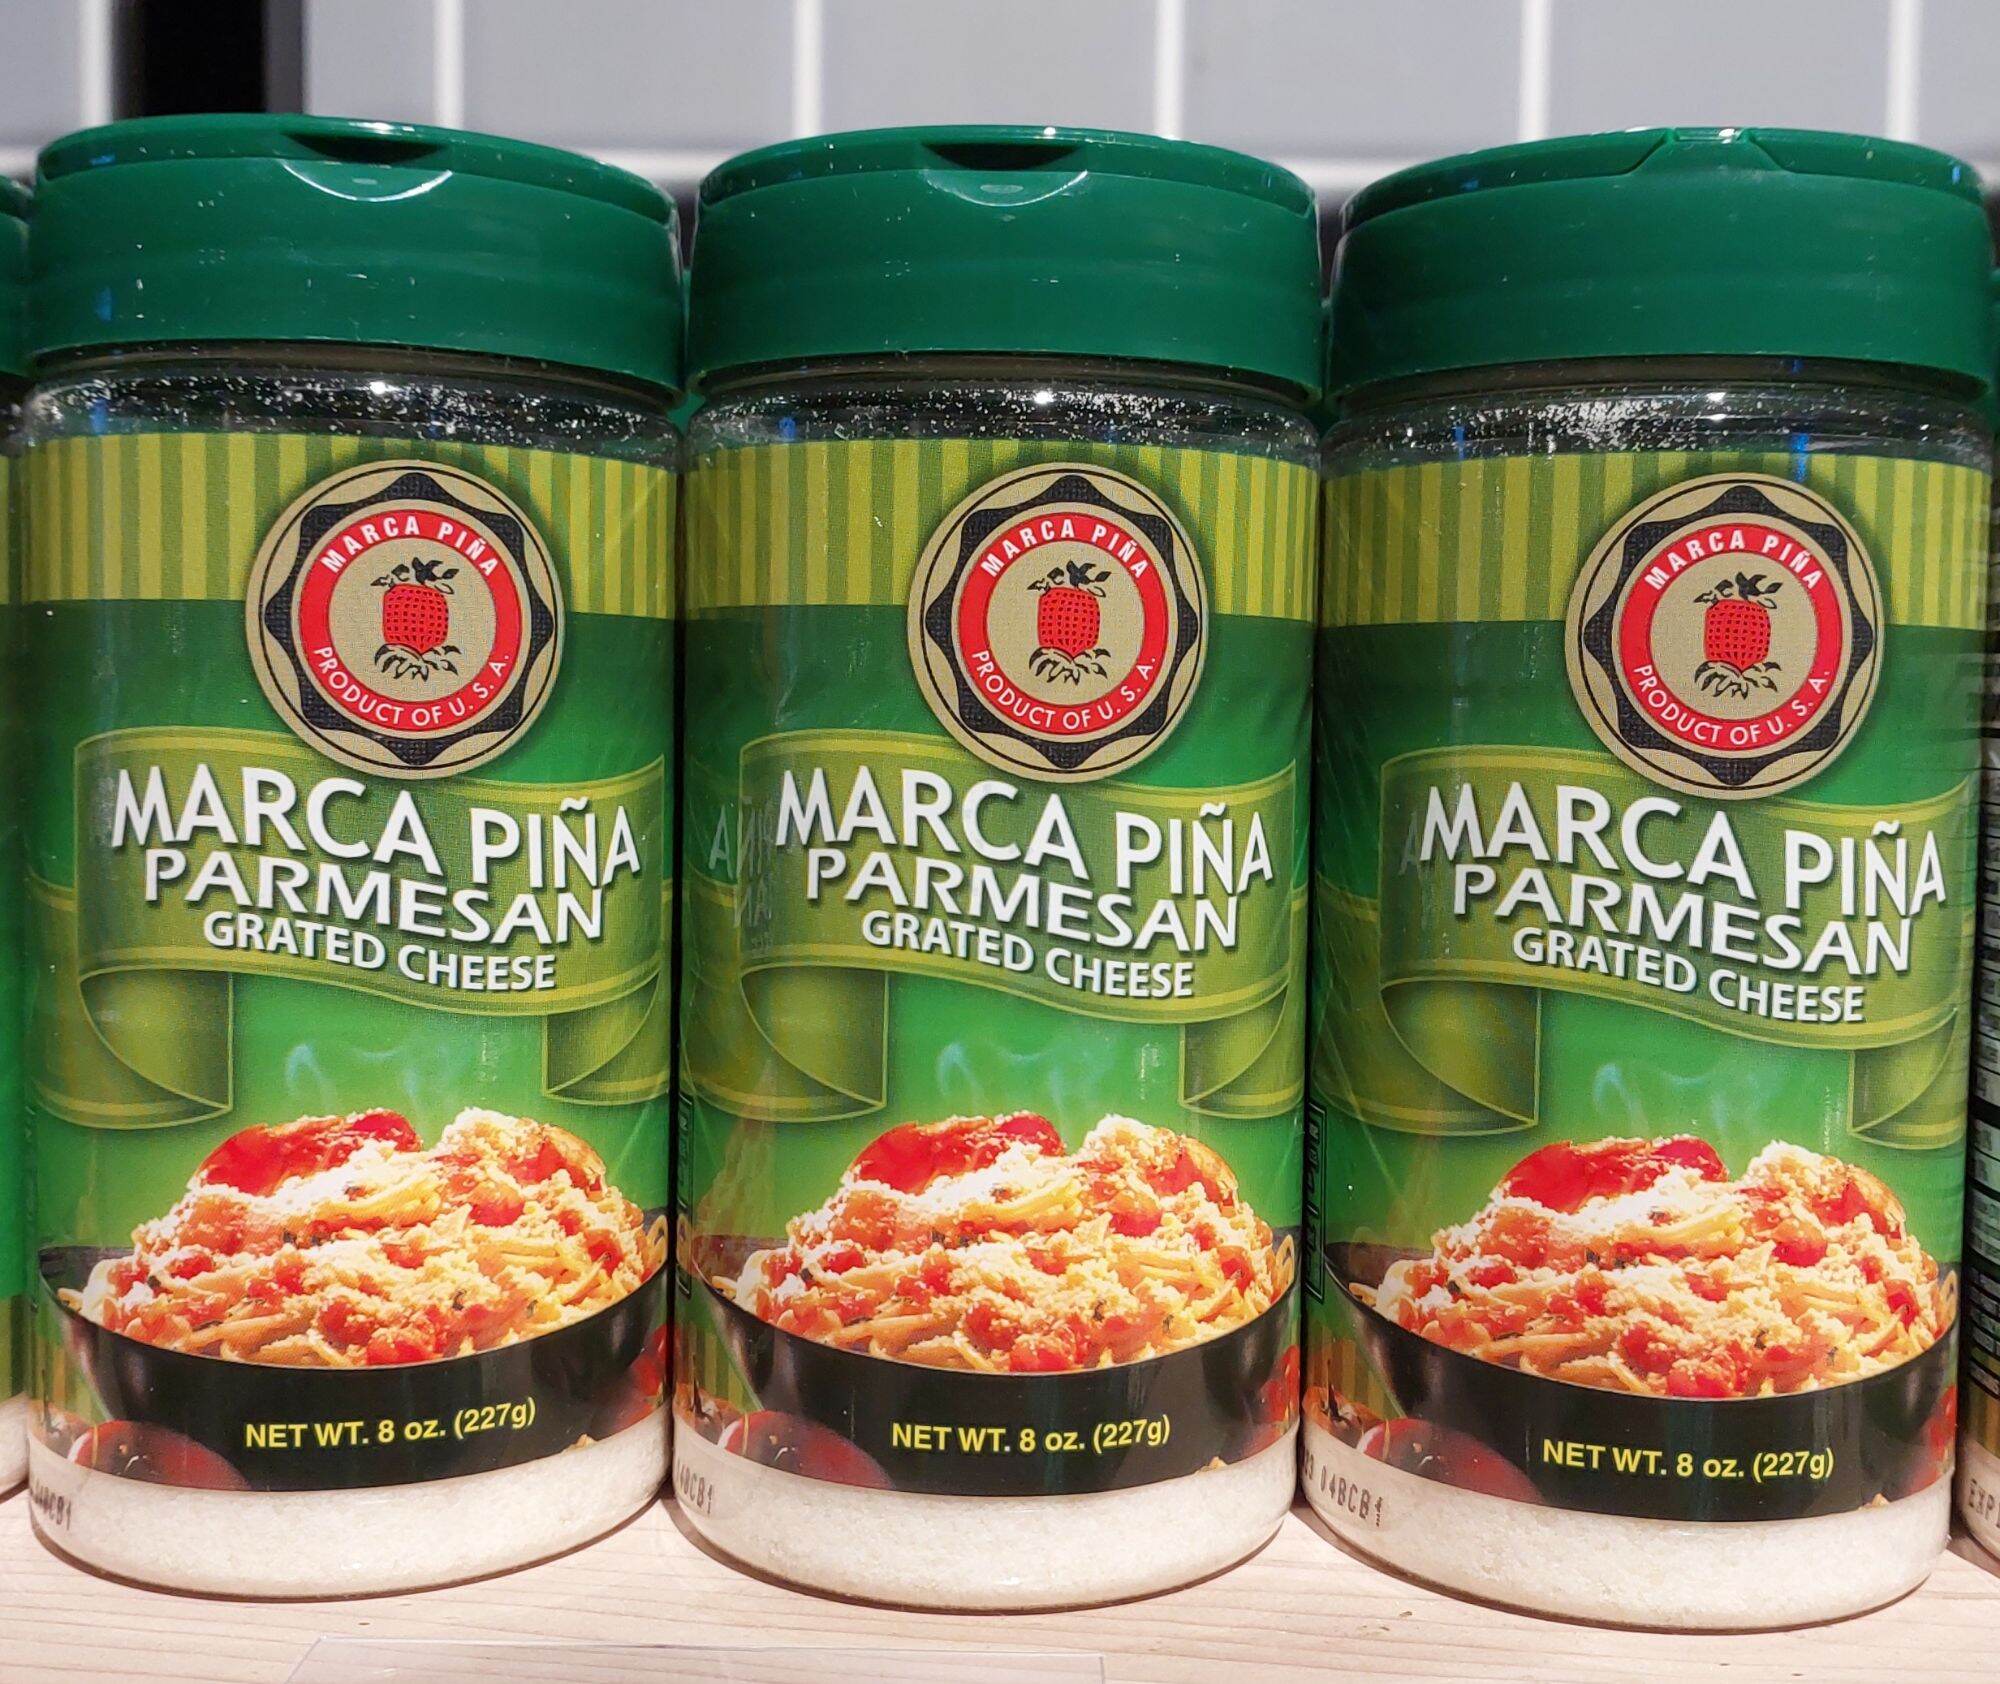 MARCA PIÑA
PRODUCT OF U. S. A.
MARCA PIÑA
PARMESAN
GRATED CHEESE
NET WT. 8 oz. (227g)
MARCA PIÑA
PRODUCT OF U. S. A.
MARCA PIÑA
PARMESAN
GRATED CHEESE
NET WT. 8 oz. (227g)
MARCA PIÑA
PRODUCT OF U. S. A.
MARCA PIÑA
PARMESAN
GRATED CHEESE
NET WT. 8 oz. (227g)